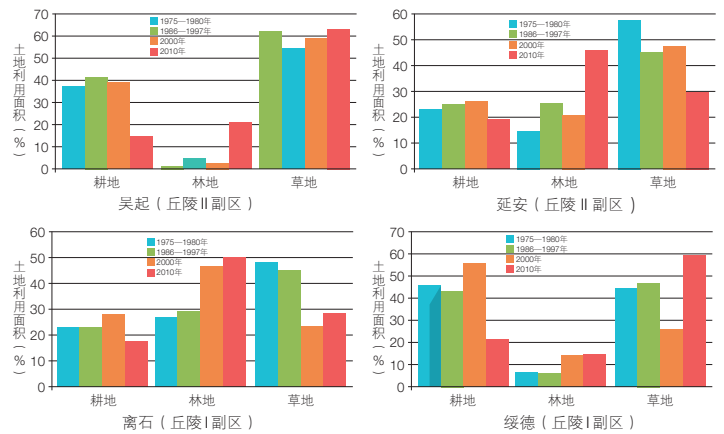 土地利用面积(%)
70
60
50
40
30
20
10
0
1975—1980年
1986—1997年
2000年
2010年
耕地 林地 草地
吴起(丘陵Ⅱ副区)
土地利用面积(%)
60
50
40
30
20
10
0
1975—1980年
1986—1997年
2000年
2010年
耕地 林地 草地
延安(丘陵Ⅱ副区)
土地利用面积(%)
60
50
40
30
20
10
0
1975—1980年
1986—1997年
2000年
2010年
耕地 林地 草地
离石(丘陵Ⅰ副区)
土地利用面积(%)
70
60
50
40
30
20
10
0
1975—1980年
1986—1997年
2000年
2010年
耕地 林地 草地
绥德(丘陵Ⅰ副区)